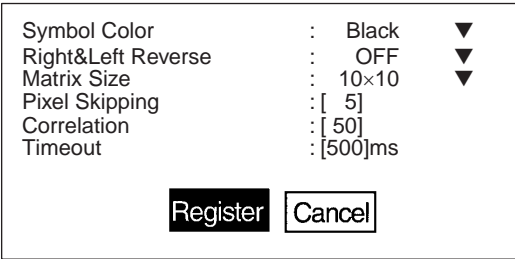 Symbol Color : Black ▼
Right&Left Reverse : OFF ▼
Matrix Size : 10×10 ▼
Pixel Skipping :[ 5]
Correlation :[ 50]
Timeout :[500]ms
Register Cancel